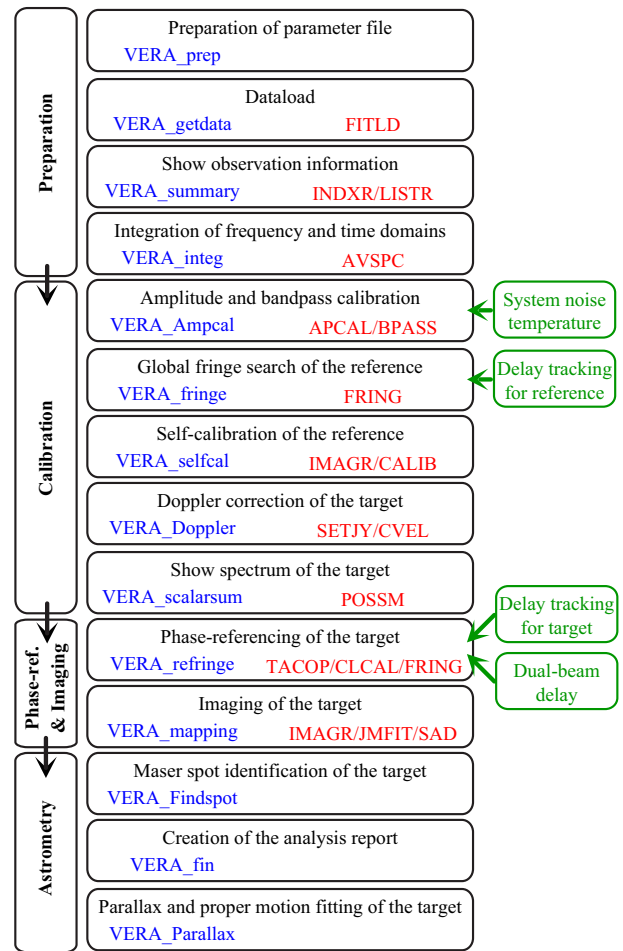 Preparation
Preparation of parameter file
VERA_prep
Dataload
VERA_getdata FITLD
Show observation information
VERA_summary INDXR/LISTR
Integration of frequency and time domains
VERA_integ AVSPC
Calibration
Amplitude and bandpass calibration
VERA_Ampcal APCAL/BPASS
System noise
temperature
Global fringe search of the reference
VERA_fringe FRING
Delay tracking
for reference
Self-calibration of the reference
VERA_selfcal IMAGR/CALIB
Doppler correction of the target
VERA_Doppler SETJY/CVEL
Show spectrum of the target
VERA_scalarsum POSSM
Phase-ref.
& Imaging
Phase-referencing of the target
VERA_refringe TACOP/CLCAL/FRING
Delay tracking
for target
Dual-beam
delay
Imaging of the target
VERA_mapping IMAGR/JMFIT/SAD
Astrometry
Maser spot identification of the target
VERA_Findspot
Creation of the analysis report
VERA_fin
Parallax and proper motion fitting of the target
VERA_Parallax